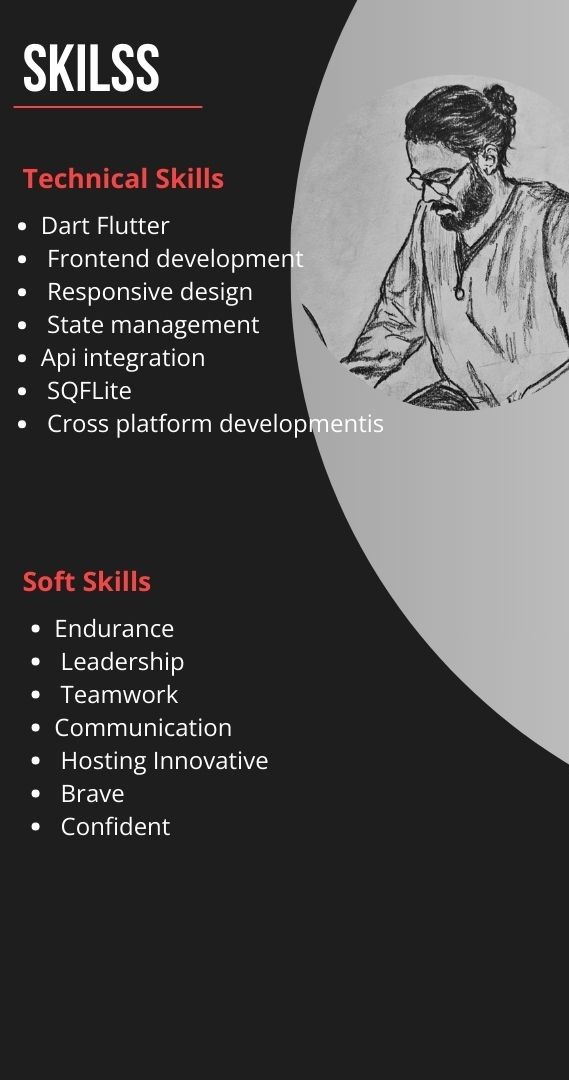 SKILSS
Technical Skills
• Dart Flutter
• Frontend development
• Responsive design
• State management
• Api integration
• SQFLite
• Cross platform developmentis
Soft Skills
• Endurance
• Leadership
• Teamwork
• Communication
• Hosting Innovative
• Brave
• Confident